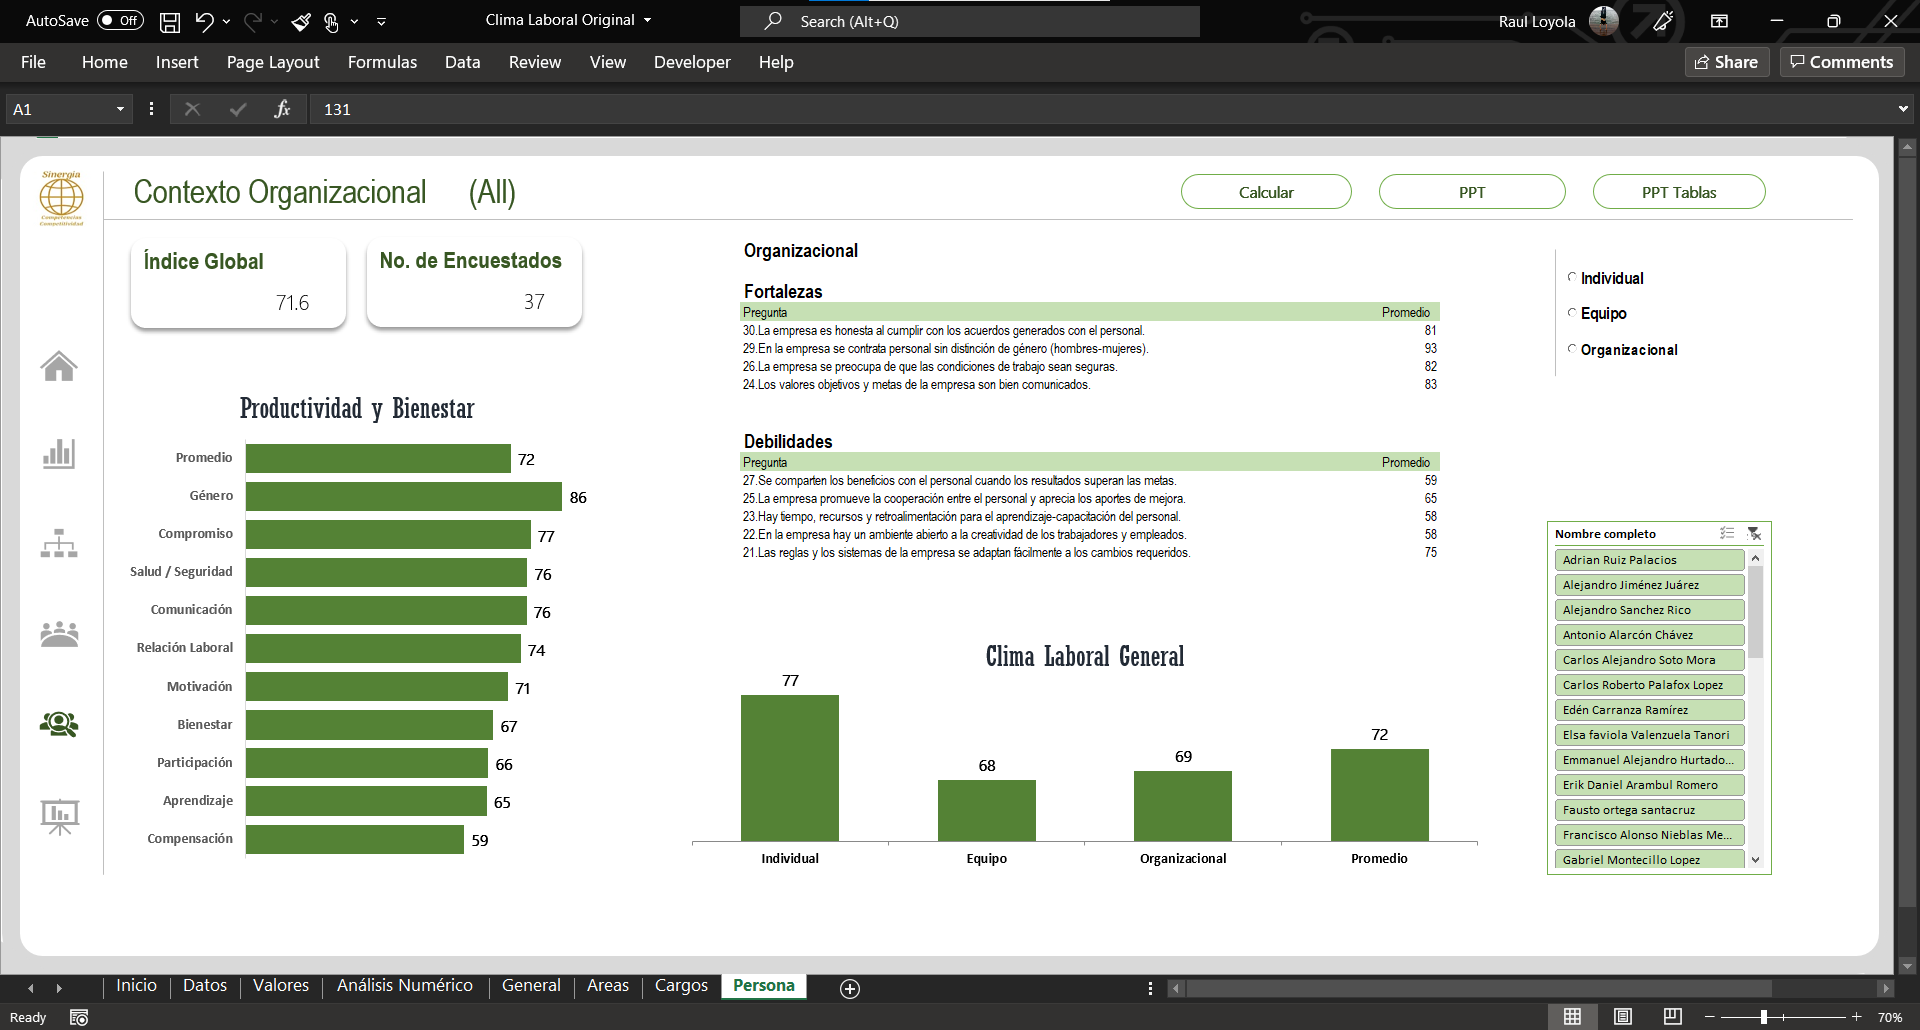 AutoSave Off
Clima Laboral Original
Search (Alt+Q)
Raul Loyola
File Home Insert Page Layout Formulas Data Review View Developer Help
Share Comments
A1 fx 131
Sinergia
Competencias
Competitividad
Contexto Organizacional (All)
Calcular PPT PPT Tablas
Índice Global
71.6
No. de Encuestados
37
Productividad y Bienestar
Promedio 72
Género 86
Compromiso 77
Salud / Seguridad 76
Comunicación 76
Relación Laboral 74
Motivación 71
Bienestar 67
Participación 66
Aprendizaje 65
Compensación 59
Organizacional
Fortalezas
Pregunta Promedio
30.La empresa es honesta al cumplir con los acuerdos generados con el personal. 81
29.En la empresa se contrata personal sin distinción de género (hombres-mujeres). 93
26.La empresa se preocupa de que las condiciones de trabajo sean seguras. 82
24.Los valores objetivos y metas de la empresa son bien comunicados. 83
Debilidades
Pregunta Promedio
27.Se comparten los beneficios con el personal cuando los resultados superan las metas. 59
25.La empresa promueve la cooperación entre el personal y aprecia los aportes de mejora. 65
23.Hay tiempo, recursos y retroalimentación para el aprendizaje-capacitación del personal. 58
22.En la empresa hay un ambiente abierto a la creatividad de los trabajadores y empleados. 58
21.Las reglas y los sistemas de la empresa se adaptan fácilmente a los cambios requeridos. 75
Clima Laboral General
77 68 69 72
Individual Equipo Organizacional Promedio
Individual
Equipo
Organizacional
Nombre completo
Adrian Ruiz Palacios
Alejandro Jiménez Juárez
Alejandro Sanchez Rico
Antonio Alarcón Chávez
Carlos Alejandro Soto Mora
Carlos Roberto Palafox Lopez
Edén Carranza Ramírez
Elsa faviola Valenzuela Tanori
Emmanuel Alejandro Hurtado...
Erik Daniel Arambul Romero
Fausto ortega santacruz
Francisco Alonso Nieblas Me...
Gabriel Montecillo Lopez
Inicio Datos Valores Análisis Numérico General Areas Cargos Persona
Ready
70%